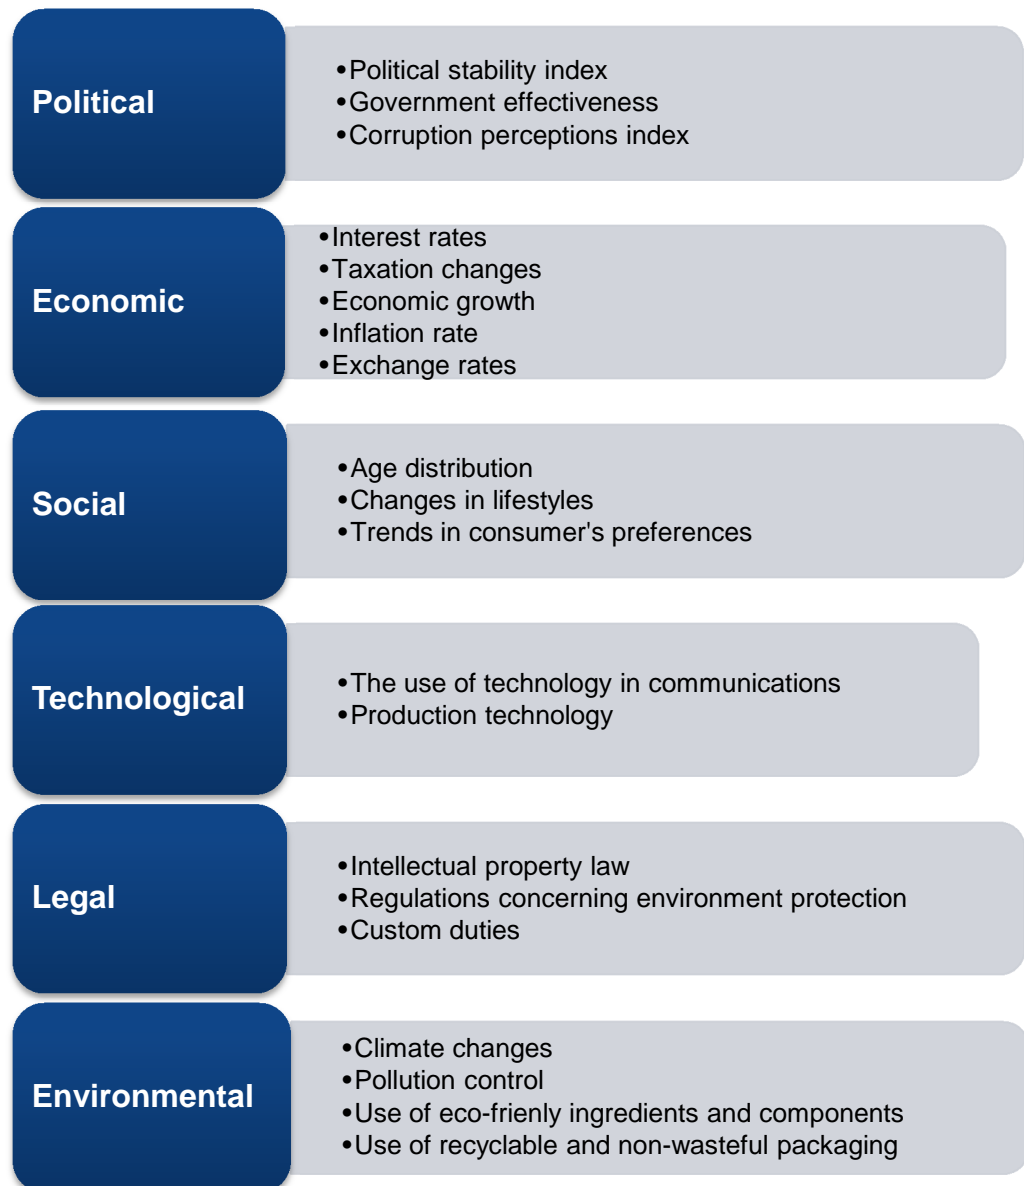 Political
•Political stability index
•Government effectiveness
•Corruption perceptions index
Economic
•Interest rates
•Taxation changes
•Economic growth
•Inflation rate
•Exchange rates
Social
•Age distribution
•Changes in lifestyles
•Trends in consumer's preferences
Technological
•The use of technology in communications
•Production technology
Legal
•Intellectual property law
•Regulations concerning environment protection
•Custom duties
Environmental
•Climate changes
•Pollution control
•Use of eco-frienly ingredients and components
•Use of recyclable and non-wasteful packaging